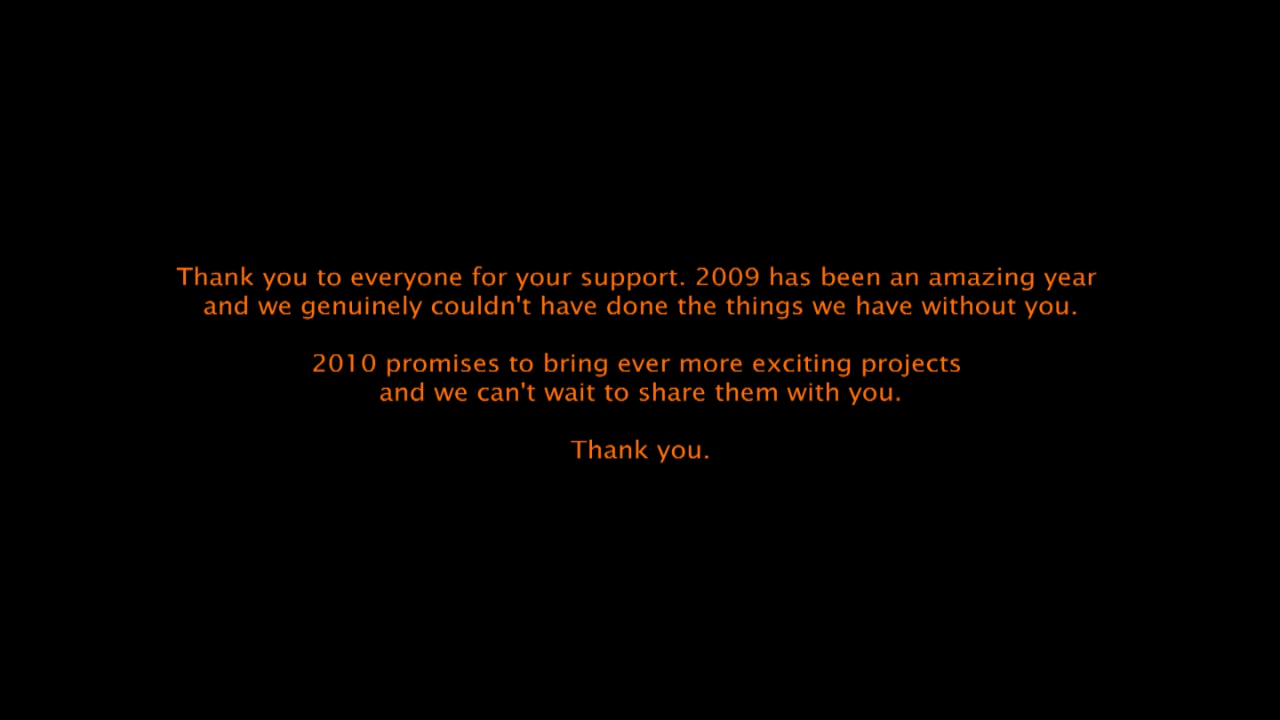 Thank you to everyone for your support. 2009 has been an amazing year
and we genuinely couldn't have done the things we have without you.
2010 promises to bring ever more exciting projects
and we can't wait to share them with you.
Thank you.